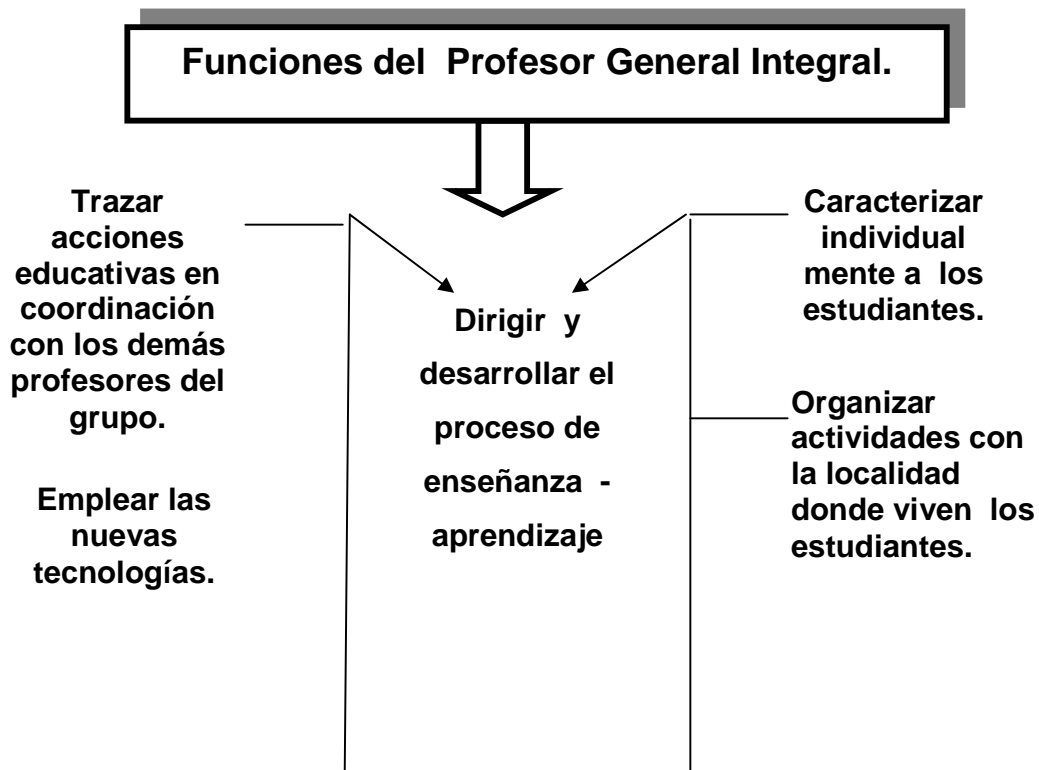 Funciones del Profesor General Integral.
Trazar
acciones
educativas en
coordinación
con los demás
profesores del
grupo.
Emplear las
nuevas
tecnologías.
Dirigir y
desarrollar el
proceso de
enseñanza -
aprendizaje
Caracterizar
individual
mente a los
estudiantes.
Organizar
actividades con
la localidad
donde viven los
estudiantes.